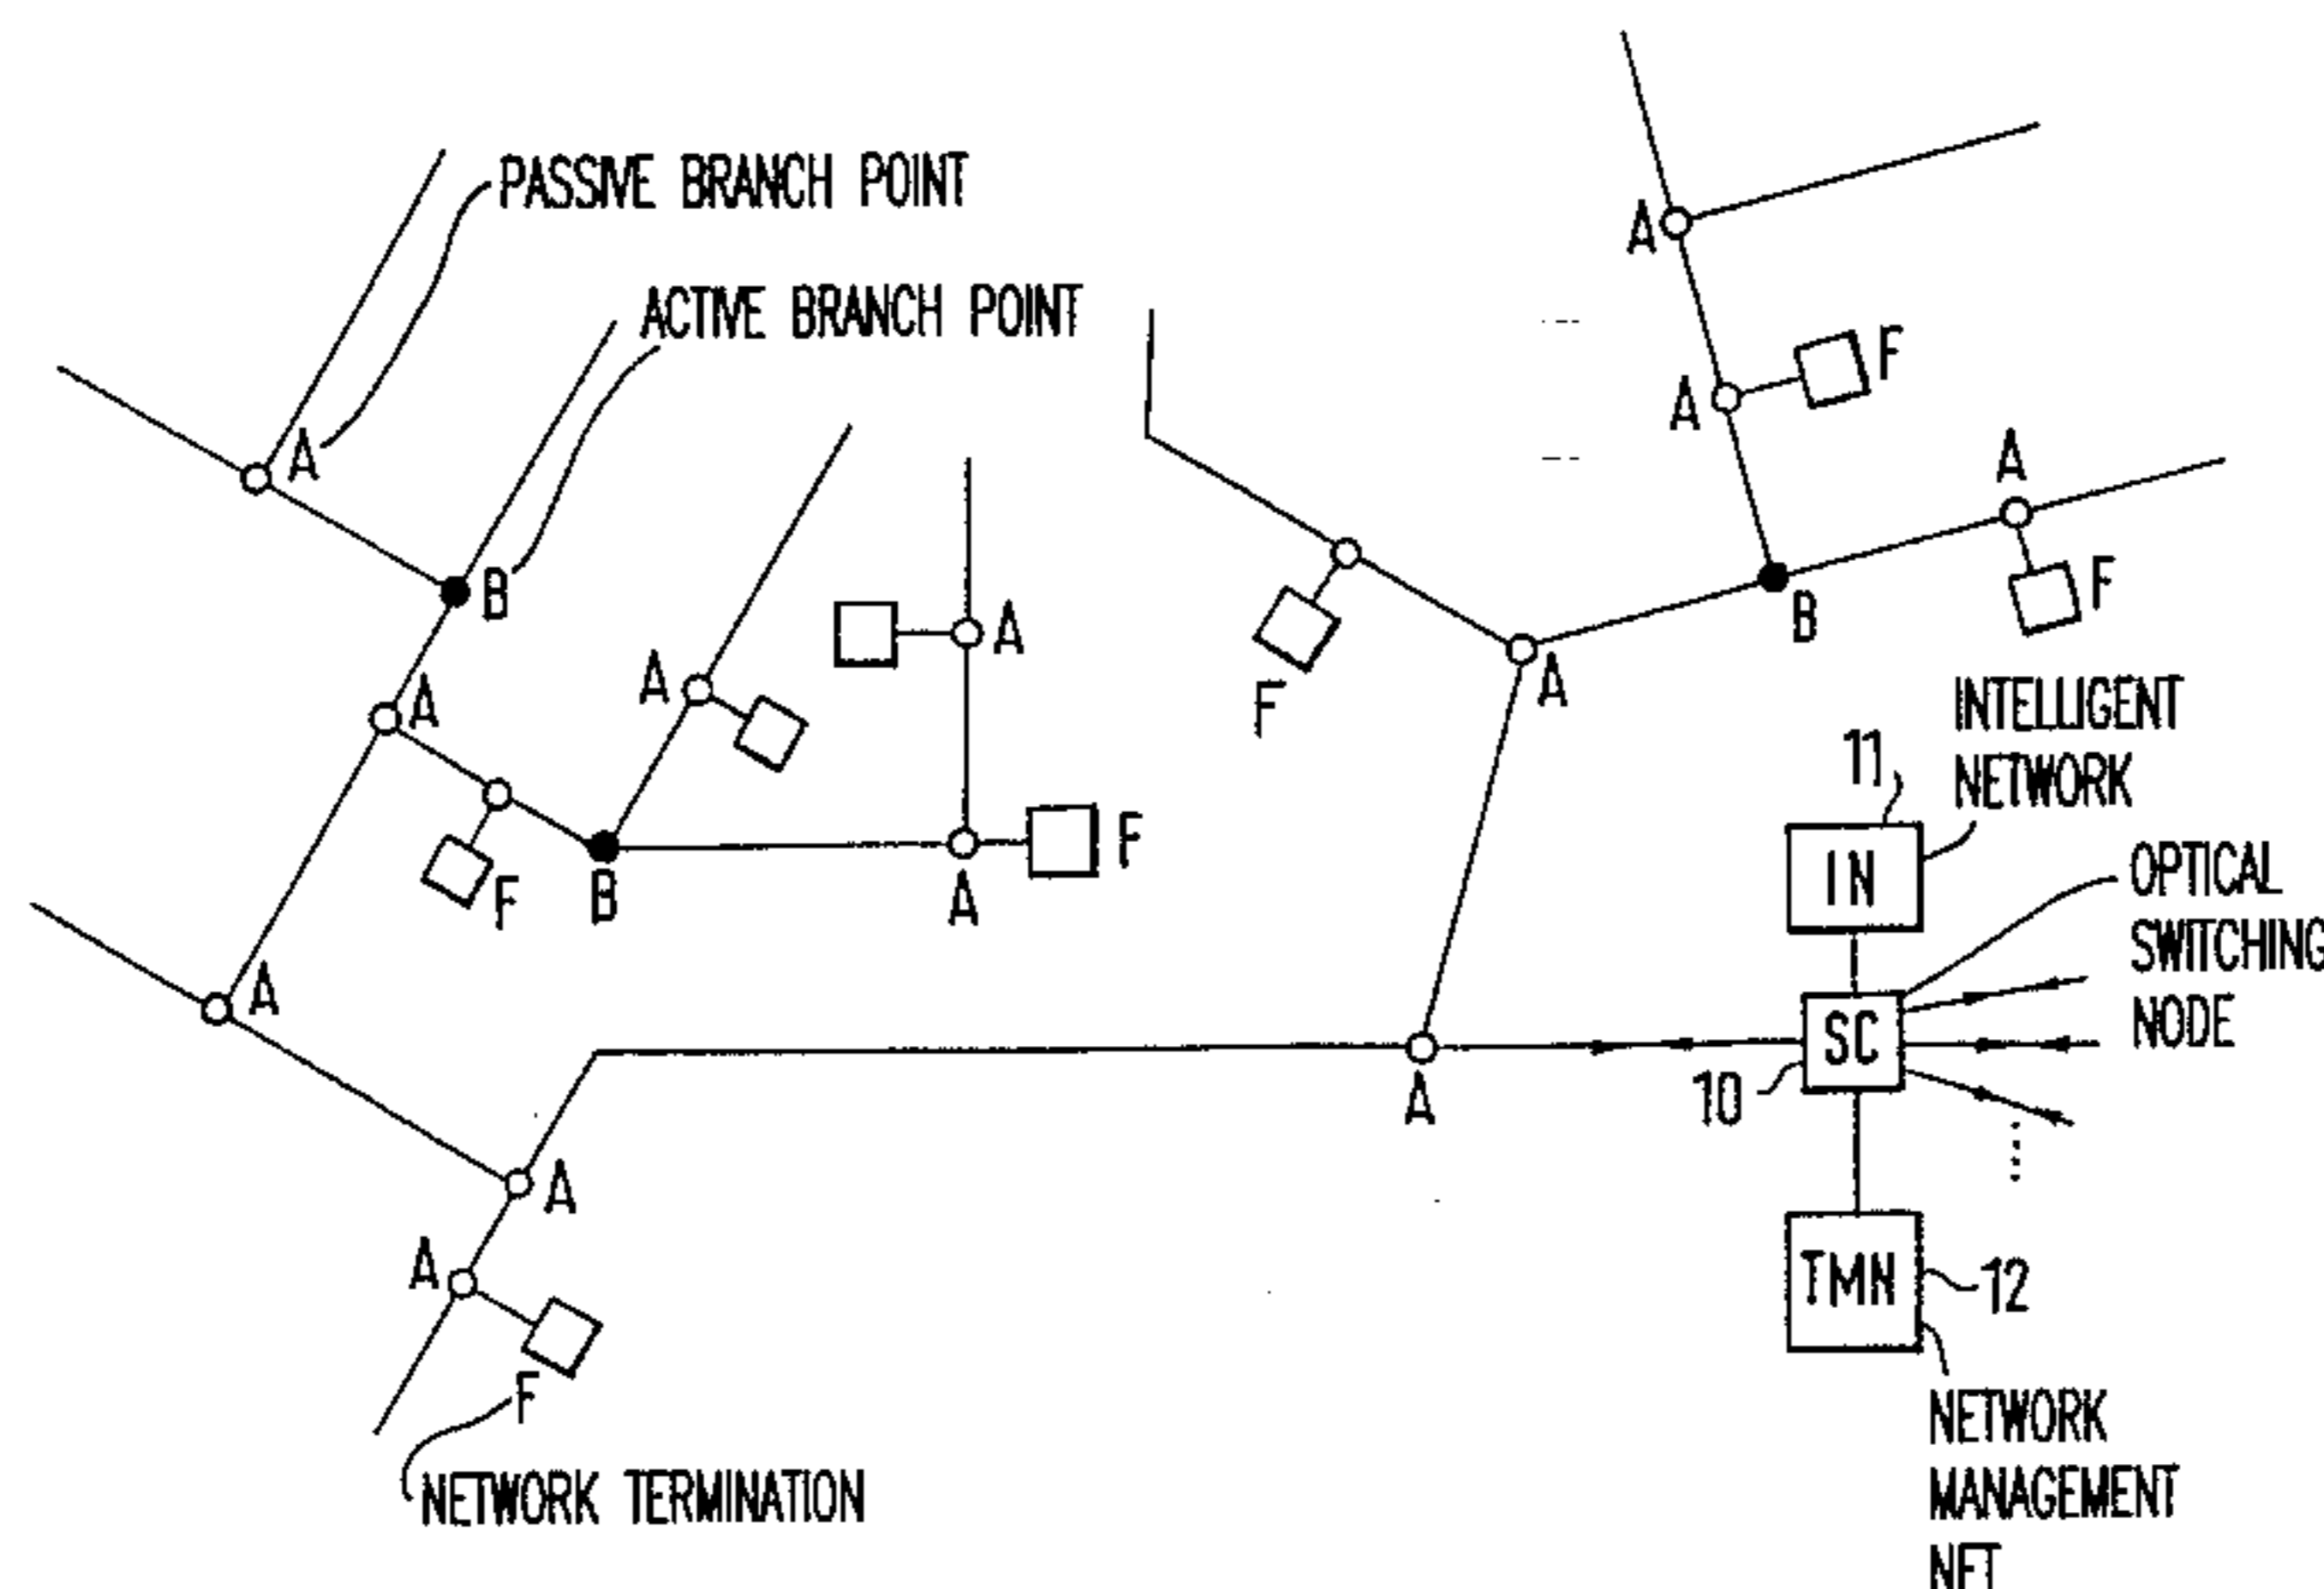 PASSIVE BRANCH POINT
ACTIVE BRANCH POINT
A
A
F
A
A
B
A
A
F
A
B
F
F
A
A
INTELLIGENT
NETWORK
11
IN
F
B
A
F
OPTICAL
SWITCHING
NODE
A
SC
10
A
A
A
TMN
12
F
NETWORK TERMINATION
NETWORK
MANAGEMENT
NET